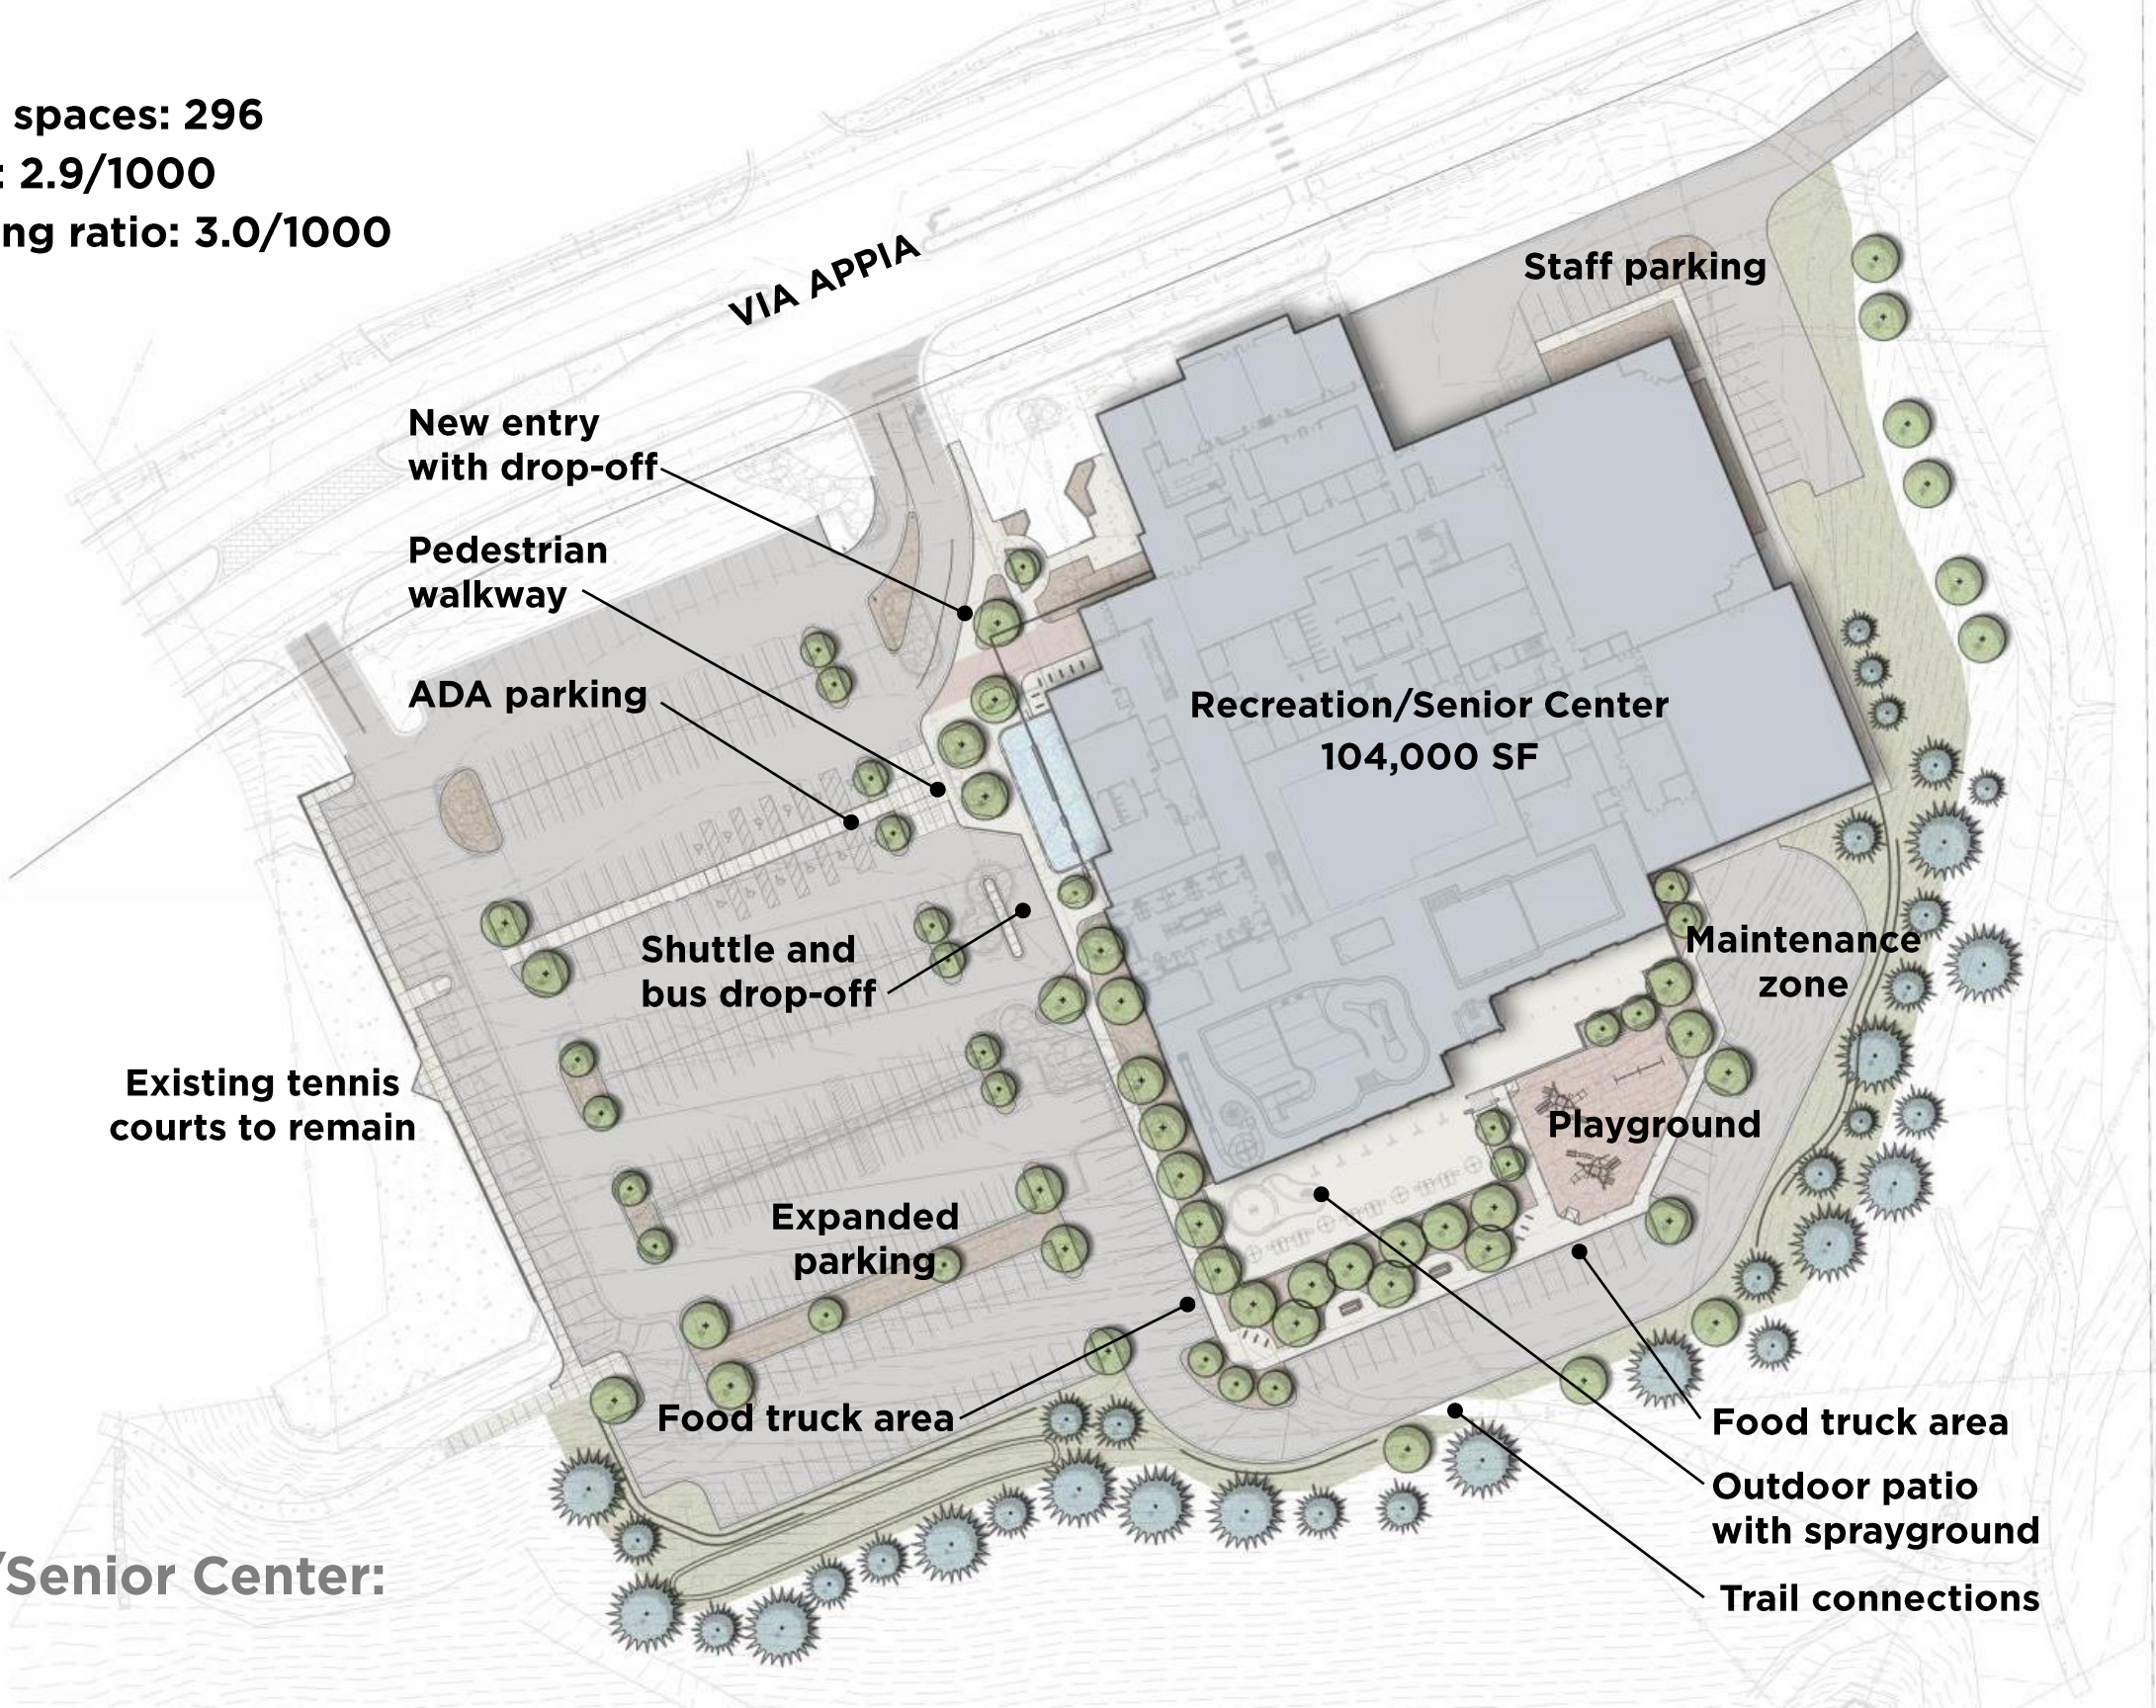 spaces: 296
: 2.9/1000
ng ratio: 3.0/1000
VIA APPIA
Staff parking
New entry
with drop-off
Pedestrian
walkway
ADA parking
Recreation/Senior Center
104,000 SF
Shuttle and
bus drop-off
Maintenance
zone
Existing tennis
courts to remain
Playground
Expanded
parking
Food truck area
Food truck area
Outdoor patio
with sprayground
Trail connections
/Senior Center: